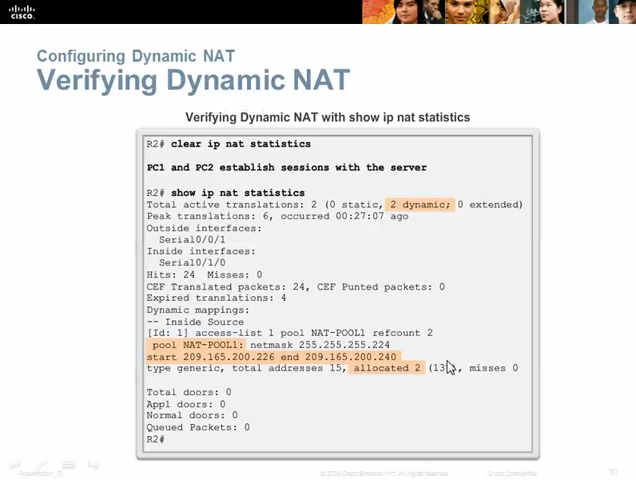 CISCO
Configuring Dynamic NAT
Verifying Dynamic NAT
Verifying Dynamic NAT with show ip nat statistics
R2# clear ip nat statistics
PC1 and PC2 establish sessions with the server
R2# show ip nat statistics
Total active translations: 2 (0 static, 2 dynamic; 0 extended)
Peak translations: 6, occurred 00:27:07 ago
Outside interfaces:
Serial0/0/1
Inside interfaces:
Serial0/1/0
Hits: 24 Misses: 0
CEF Translated packets: 24, CEF Punted packets: 0
Expired translations: 4
Dynamic mappings:
-- Inside Source
[Id: 1] access-list 1 pool NAT-POOL1 refcount 2
pool NAT-POOL1: netmask 255.255.255.224
start 209.165.200.226 end 209.165.200.240
type generic, total addresses 15, allocated 2 (13 , misses 0
Total doors: 0
Appl doors: 0
Normal doors: 0
Queued Packets: 0
R2#
Presentation_ID
Cisco Confidential